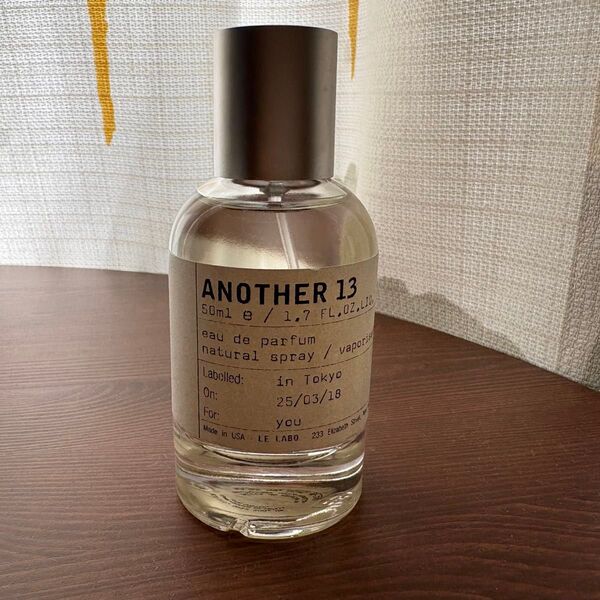 ANOTHER 13
50ml e / 1.7 FL.OZ.LIQ.
eau de parfum
natural spray /
Labelled: in Tokyo
On: 25/03/18
For: you
Made in USA - LE LABO - 233 Elizabeth Street,